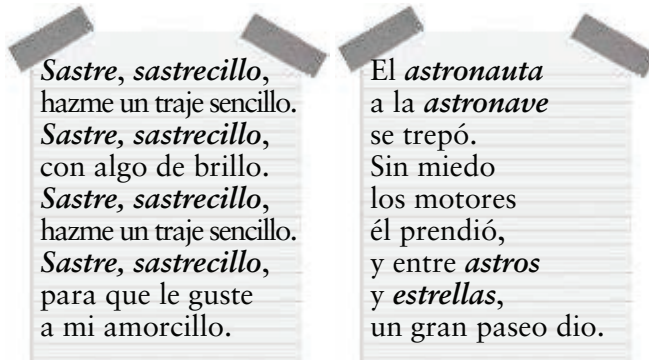 Sastre, sastrecillo,
hazme un traje sencillo.
Sastre, sastrecillo,
con algo de brillo.
Sastre, sastrecillo,
hazme un traje sencillo.
Sastre, sastrecillo,
para que le guste
a mi amorcillo.
El astronauta
a la astronave
se trepó.
Sin miedo
los motores
él prendió,
y entre astros
y estrellas,
un gran paseo dio.